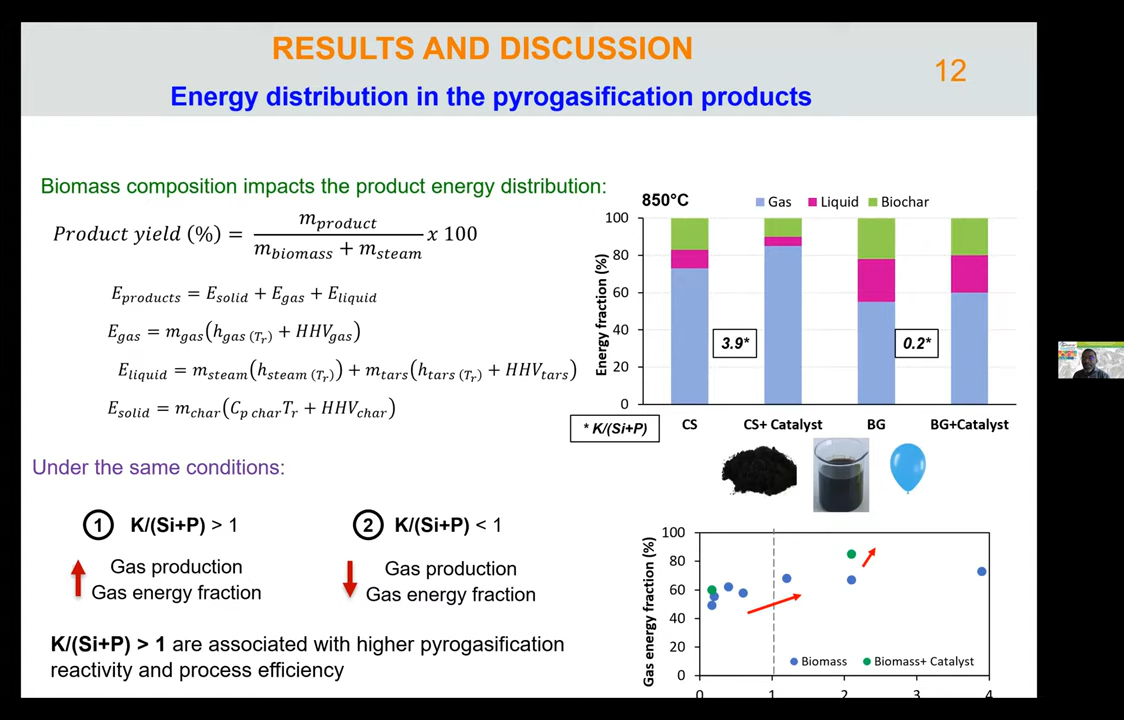 RESULTS AND DISCUSSION
12
Energy distribution in the pyrogasification products
Biomass composition impacts the product energy distribution:
Product yield (%) = m_product / (m_biomass + m_steam) x 100
E_products = E_solid + E_gas + E_liquid
E_gas = m_gas(h_gas (T_r) + HHV_gas)
E_liquid = m_steam(h_steam (T_r)) + m_tars(h_tars (T_r) + HHV_tars)
E_solid = m_char(C_p char T_r + HHV_char)
850°C
Gas Liquid Biochar
Energy fraction (%)
100
80
60
40
20
0
3.9*
0.2*
* K/(Si+P)
CS CS+ Catalyst BG BG+Catalyst
Under the same conditions:
1 K/(Si+P) > 1
Gas production
Gas energy fraction
2 K/(Si+P) < 1
Gas production
Gas energy fraction
K/(Si+P) > 1 are associated with higher pyrogasification
reactivity and process efficiency
Gas energy fraction (%)
100
80
60
40
20
0
Biomass Biomass+ Catalyst
0 1 2 3 4